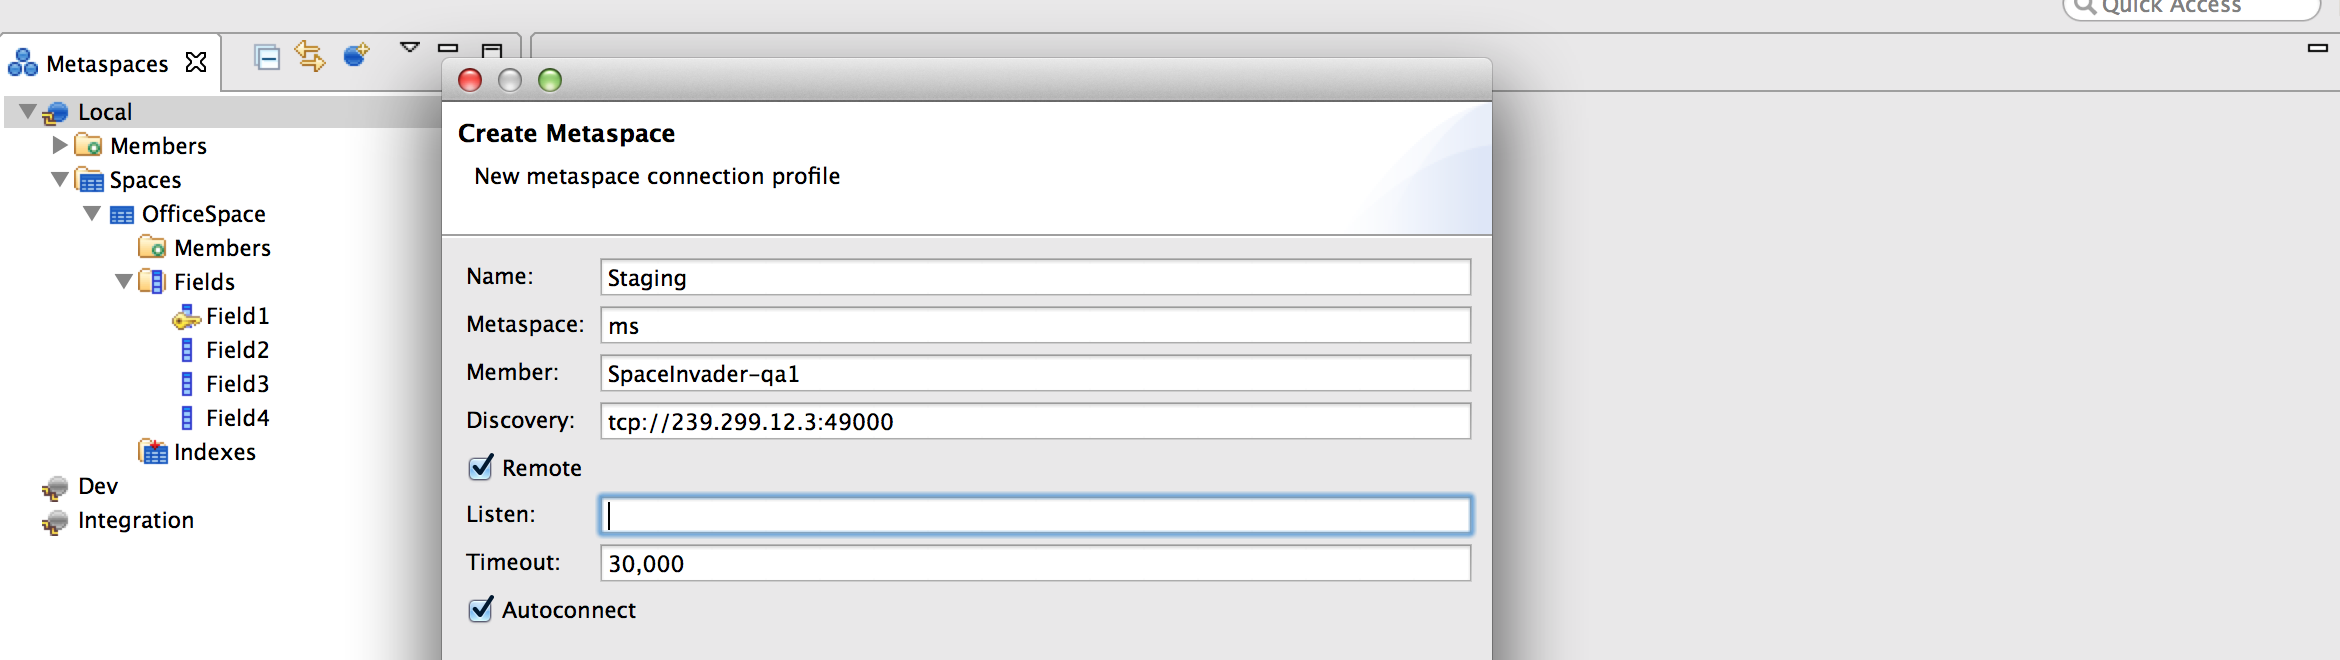 Quick Access
Metaspaces
Local
Members
Spaces
OfficeSpace
Members
Fields
Field1
Field2
Field3
Field4
Indexes
Dev
Integration
Create Metaspace
New metaspace connection profile
Name: Staging
Metaspace: ms
Member: SpaceInvader-qa1
Discovery: tcp://239.299.12.3:49000
Remote
Listen:
Timeout: 30,000
Autoconnect